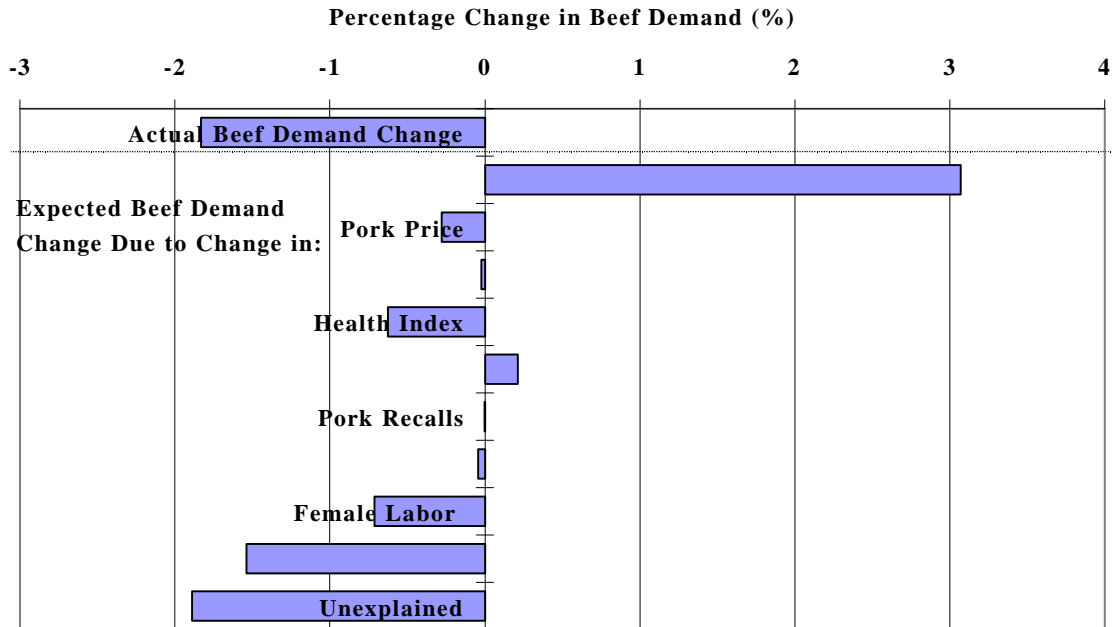 Percentage Change in Beef Demand (%)
-3 -2 -1 0 1 2 3 4
Actual Beef Demand Change
Expected Beef Demand
Change Due to Change in:
Pork Price
Health Index
Pork Recalls
Female Labor
Unexplained